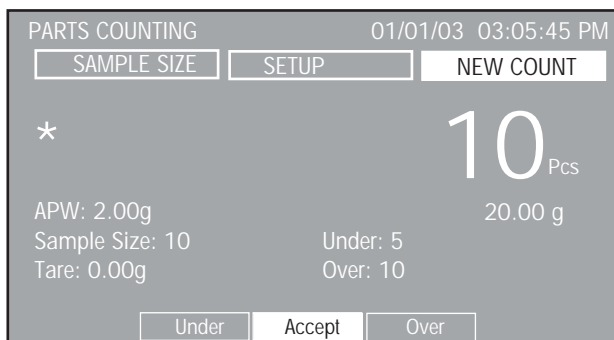 PARTS COUNTING 01/01/03 03:05:45 PM
SAMPLE SIZE SETUP NEW COUNT
* 10 Pcs
APW: 2.00g 20.00 g
Sample Size: 10 Under: 5
Tare: 0.00g Over: 10
Under Accept Over